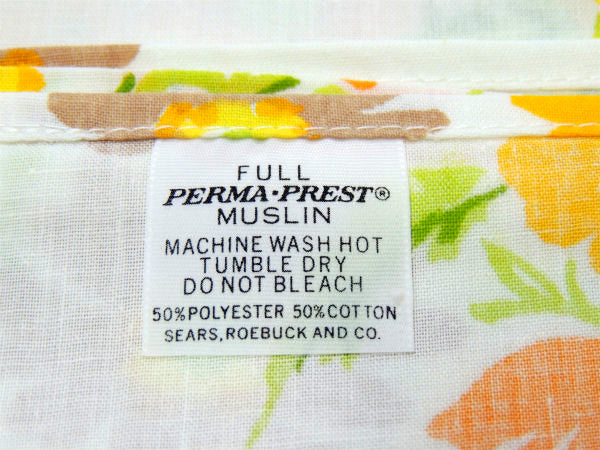 FULL
PERMA·PREST®
MUSLIN
MACHINE WASH HOT
TUMBLE DRY
DO NOT BLEACH
50% POLYESTER 50% COTTON
SEARS, ROEBUCK AND CO.